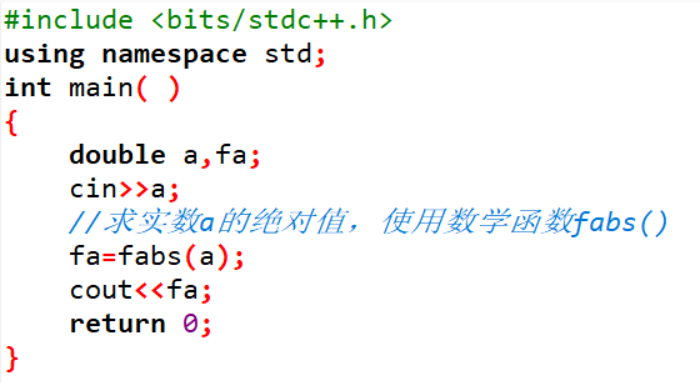 #include <bits/stdc++.h>
using namespace std;
int main( )
{
    double a,fa;
    cin>>a;
    //求实数a的绝对值，使用数学函数fabs()
    fa=fabs(a);
    cout<<fa;
    return 0;
}